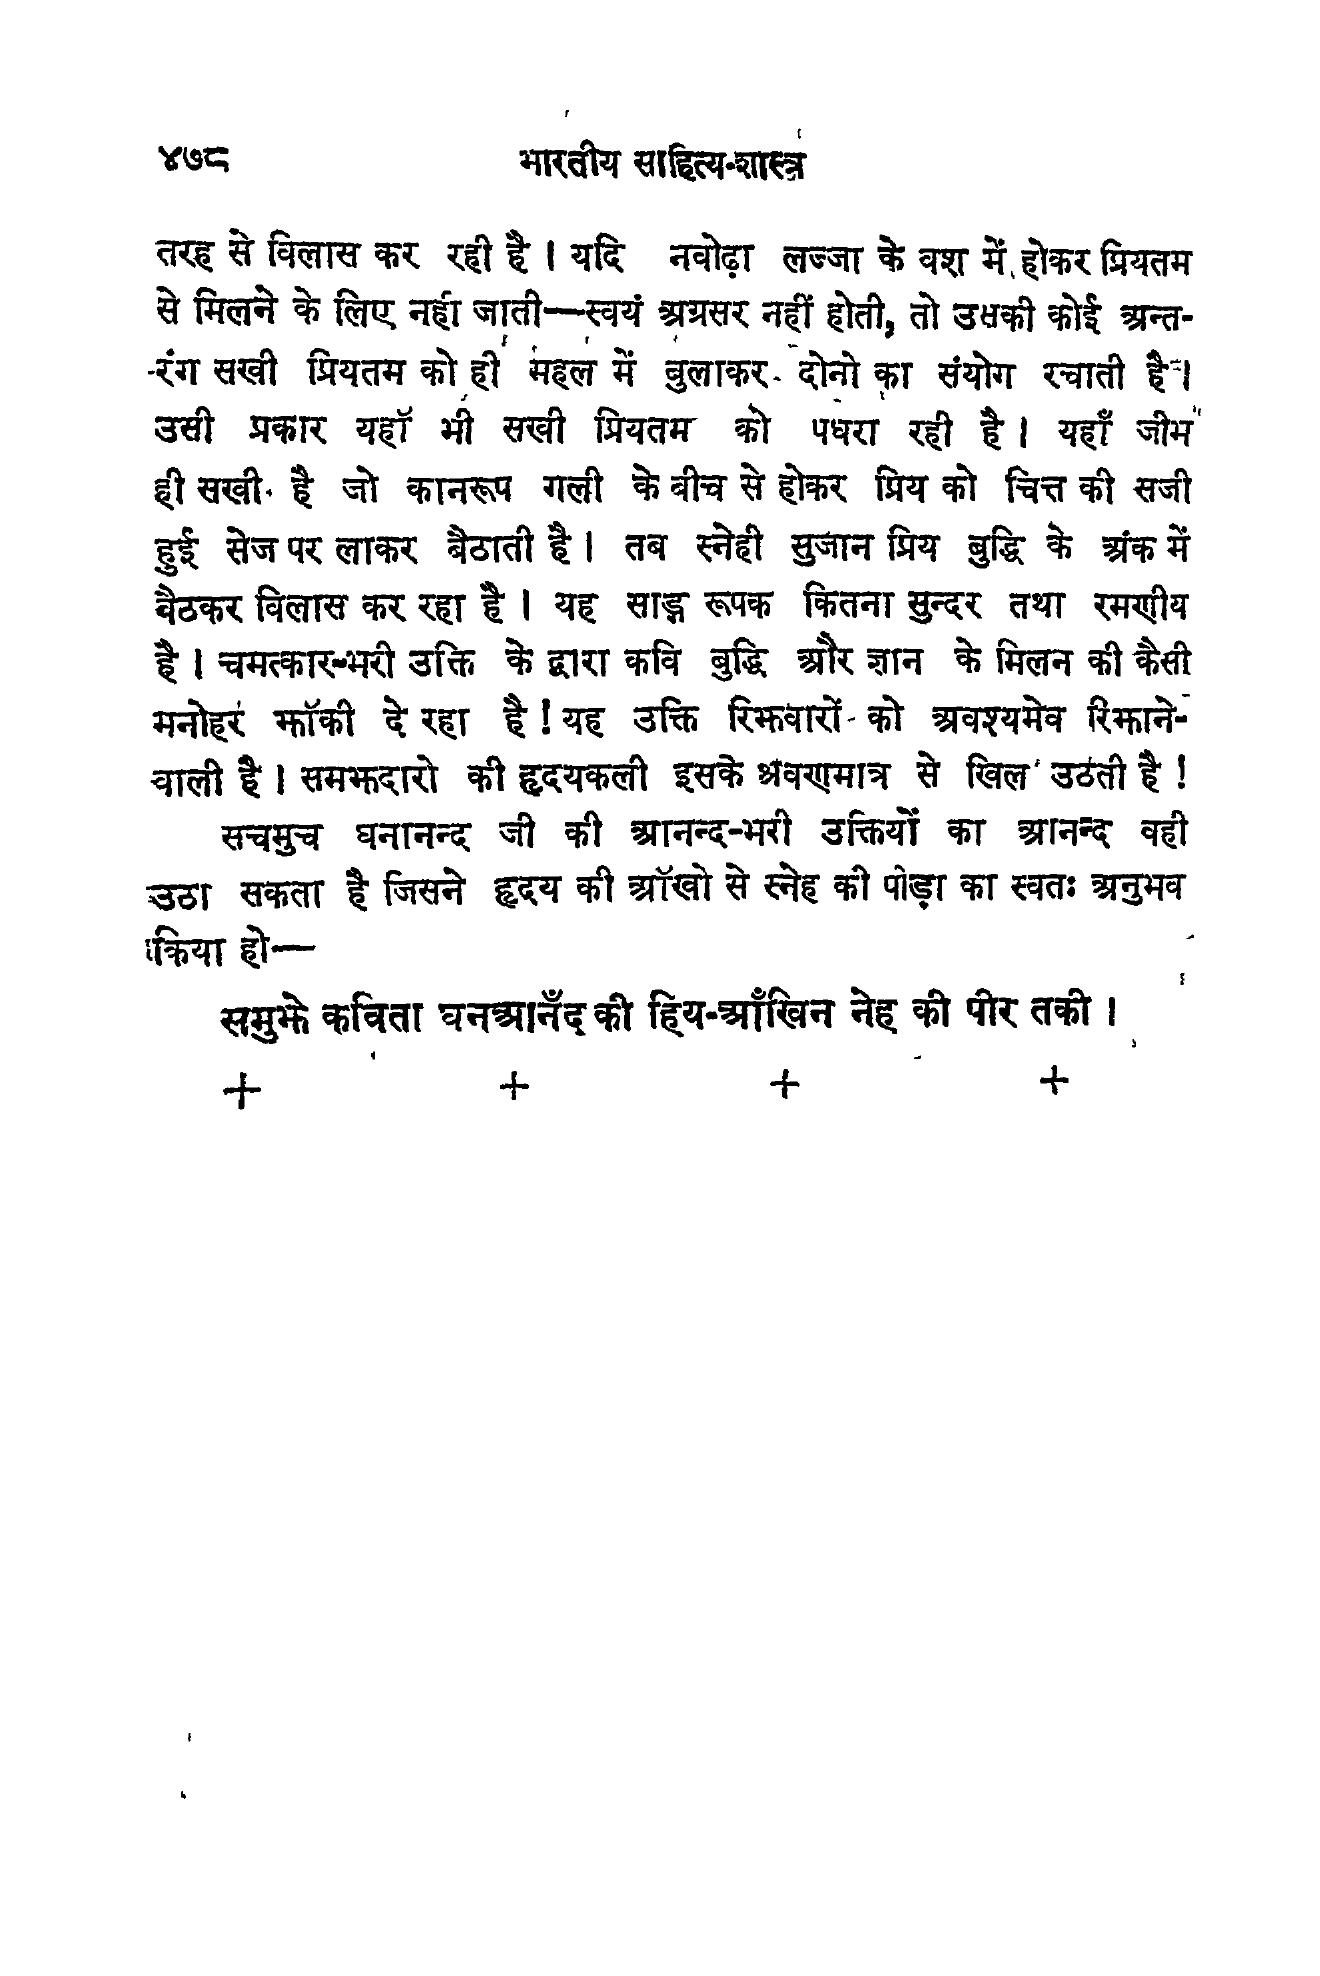 ४७८ भारतीय साहित्य-शास्त्र
तरह से विलास कर रही है । यदि नवोढ़ा लज्जा के वश में होकर प्रियतम
से मिलने के लिए नहीं जाती—स्वयं अग्रसर नहीं होती, तो उसकी कोई अन्त-
रंग सखी प्रियतम को ही महल में बुलाकर दोनो का संयोग रचाती है ।
उसी प्रकार यहाॅ भी सखी प्रियतम को पधरा रही है । यहाँ जीभ
ही सखी है जो कानरूप गली के बीच से होकर प्रिय को चित्त की सजी
हुई सेज पर लाकर बैठाती है । तब स्नेही सुजान प्रिय बुद्धि के अंक में
बैठकर विलास कर रहा है । यह साङ्ग रूपक कितना सुन्दर तथा रमणीय
है । चमत्कार-भरी उक्ति के द्वारा कवि बुद्धि और ज्ञान के मिलन की कैसी
मनोहर झाॅकी दे रहा है ! यह उक्ति रिझवारों को अवश्यमेव रिझाने-
वाली है । समझदारो की हृदयकली इसके श्रवणमात्र से खिल उठती है !
सचमुच घनानन्द जी की आनन्द-भरी उक्तियों का आनन्द वही
उठा सकता है जिसने हृदय की आॅखो से स्नेह की पीड़ा का स्वतः अनुभव
किया हो—
समुझे कविता घनआनँद की हिय-आँखिन नेह की पीर तकी ।
+ + + +